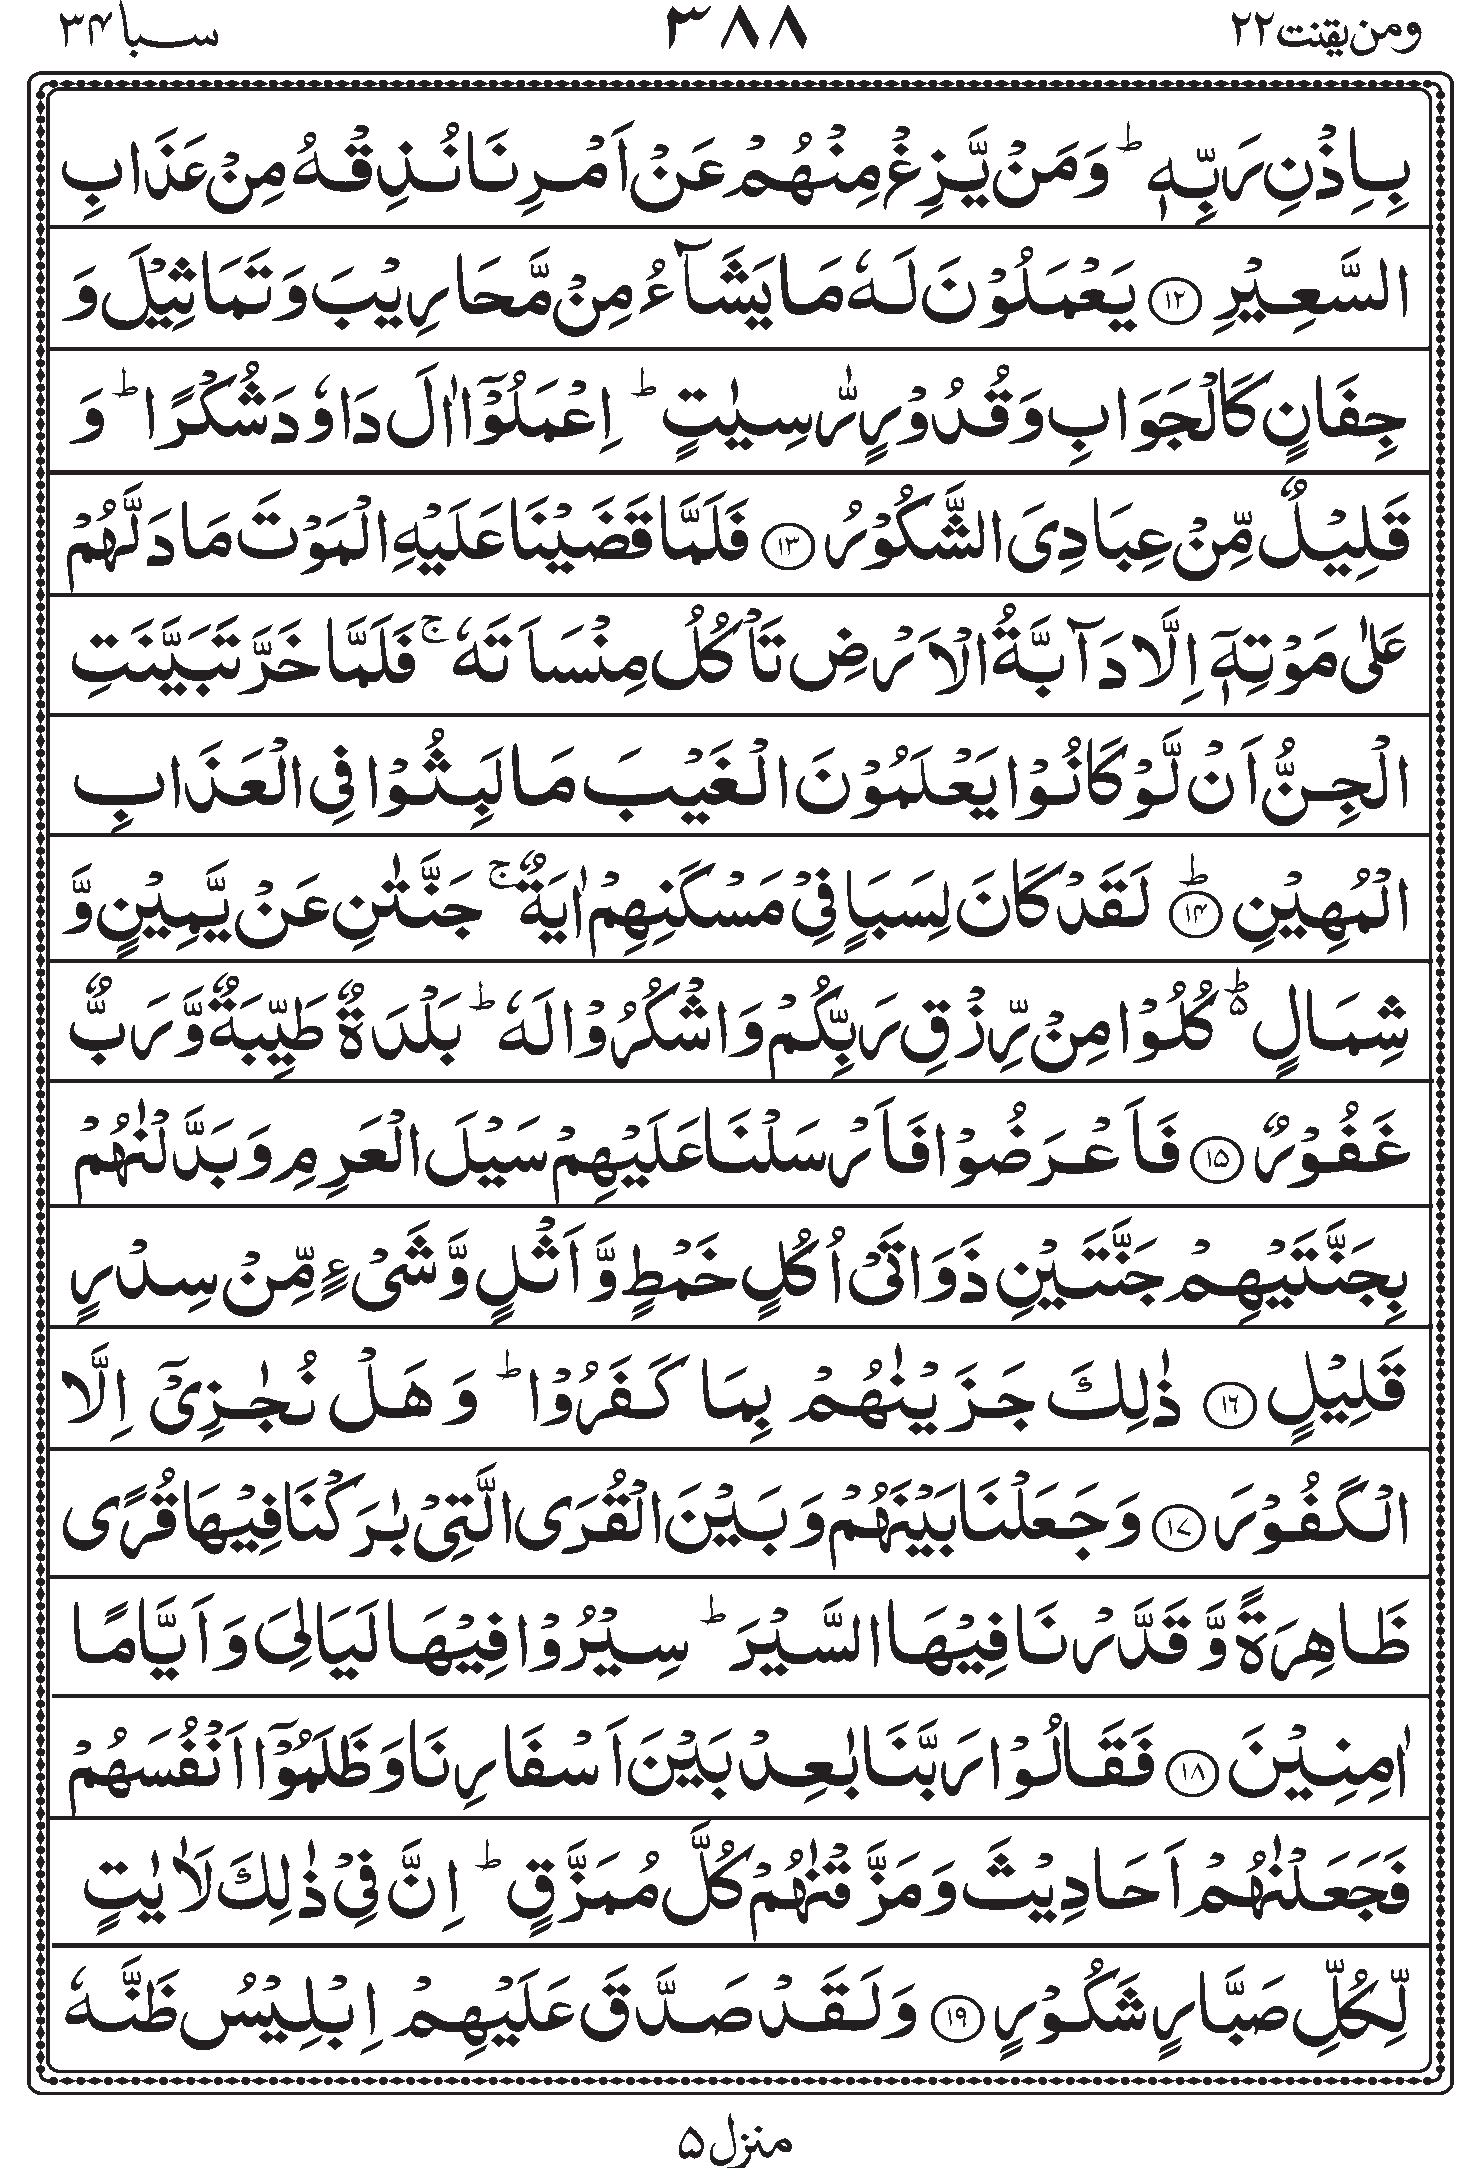 ومن یقنت ۲۲
۳۸۸
سبا ۳۴
بِاِذْنِ رَبِّهٖ ؕ وَمَنْ يَّزِغْ مِنْهُمْ عَنْ اَمْرِنَا نُذِقْهُ مِنْ عَذَابِ
السَّعِيْرِ ﴿۱۲﴾ يَعْمَلُوْنَ لَهٗ مَا يَشَآءُ مِنْ مَّحَارِيْبَ وَتَمَاثِيْلَ وَ
جِفَانٍ كَالْجَوَابِ وَقُدُوْرٍ رّٰسِيٰتٍ ؕ اِعْمَلُوْۤا اٰلَ دَاوٗدَ شُكْرًا ؕ وَ
قَلِيْلٌ مِّنْ عِبَادِىَ الشَّكُوْرُ ﴿۱۳﴾ فَلَمَّا قَضَيْنَا عَلَيْهِ الْمَوْتَ مَا دَلَّهُمْ
عَلٰى مَوْتِهٖۤ اِلَّا دَآبَّةُ الْاَرْضِ تَاْكُلُ مِنْسَاَتَهٗ ۚ فَلَمَّا خَرَّ تَبَيَّنَتِ
الْجِنُّ اَنْ لَّوْ كَانُوْا يَعْلَمُوْنَ الْغَيْبَ مَا لَبِثُوْا فِى الْعَذَابِ
الْمُهِيْنِ ؕ﴿۱۴﴾ لَقَدْ كَانَ لِسَبَاٍ فِىْ مَسْكَنِهِمْ اٰيَةٌ ۚ جَنَّتٰنِ عَنْ يَّمِيْنٍ وَّ
شِمَالٍ ؕ۬ كُلُوْا مِنْ رِّزْقِ رَبِّكُمْ وَاشْكُرُوْا لَهٗ ؕ بَلْدَةٌ طَيِّبَةٌ وَّرَبٌّ
غَفُوْرٌ ﴿۱۵﴾ فَاَعْرَضُوْا فَاَرْسَلْنَا عَلَيْهِمْ سَيْلَ الْعَرِمِ وَبَدَّلْنٰهُمْ
بِجَنَّتَيْهِمْ جَنَّتَيْنِ ذَوَاتَىْ اُكُلٍ خَمْطٍ وَّاَثْلٍ وَّشَىْءٍ مِّنْ سِدْرٍ
قَلِيْلٍ ﴿۱۶﴾ ذٰلِكَ جَزَيْنٰهُمْ بِمَا كَفَرُوْا ؕ وَهَلْ نُجٰزِىْۤ اِلَّا
الْكَفُوْرَ ﴿۱۷﴾ وَجَعَلْنَا بَيْنَهُمْ وَبَيْنَ الْقُرَى الَّتِىْ بٰرَكْنَا فِيْهَا قُرًى
ظَاهِرَةً وَّقَدَّرْنَا فِيْهَا السَّيْرَ ؕ سِيْرُوْا فِيْهَا لَيَالِىَ وَاَيَّامًا
اٰمِنِيْنَ ﴿۱۸﴾ فَقَالُوْا رَبَّنَا بٰعِدْ بَيْنَ اَسْفَارِنَا وَظَلَمُوْۤا اَنْفُسَهُمْ
فَجَعَلْنٰهُمْ اَحَادِيْثَ وَمَزَّقْنٰهُمْ كُلَّ مُمَزَّقٍ ؕ اِنَّ فِىْ ذٰلِكَ لَاٰيٰتٍ
لِّكُلِّ صَبَّارٍ شَكُوْرٍ ﴿۱۹﴾ وَلَقَدْ صَدَّقَ عَلَيْهِمْ اِبْلِيْسُ ظَنَّهٗ
منزل ۵